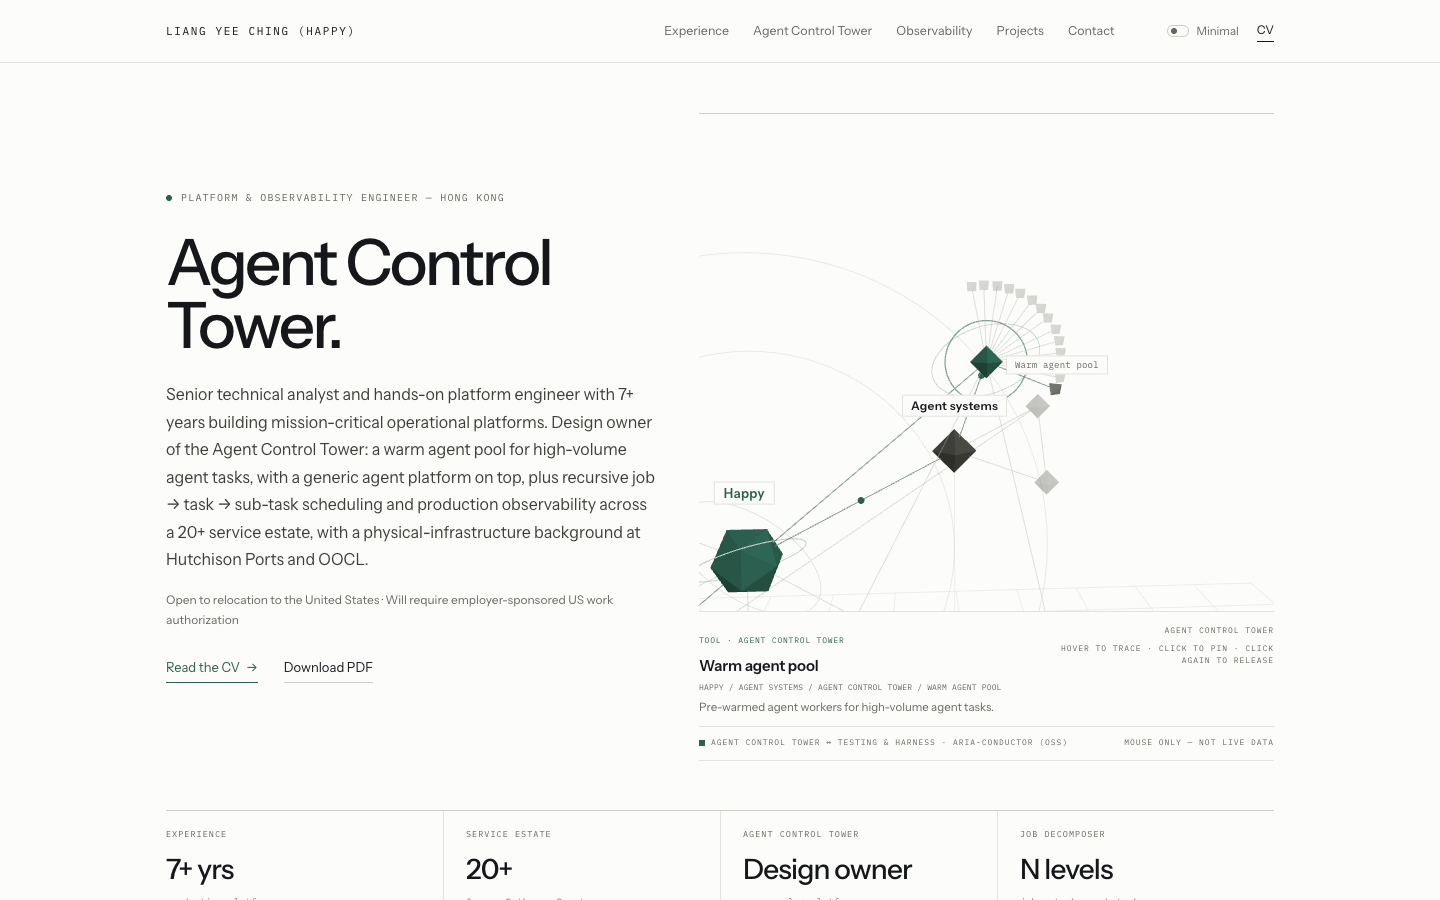 LIANG YEE CHING (HAPPY)
Experience
Agent Control Tower
Observability
Projects
Contact
Minimal
CV
PLATFORM & OBSERVABILITY ENGINEER — HONG KONG
Agent Control
Tower.
Senior technical analyst and hands-on platform engineer with 7+
years building mission-critical operational platforms. Design owner
of the Agent Control Tower: a warm agent pool for high-volume
agent tasks, with a generic agent platform on top, plus recursive job
→ task → sub-task scheduling and production observability across
a 20+ service estate, with a physical-infrastructure background at
Hutchison Ports and OOCL.
Open to relocation to the United States · Will require employer-sponsored US work
authorization
Read the CV →
Download PDF
Warm agent pool
Agent systems
Happy
TOOL · AGENT CONTROL TOWER
Warm agent pool
HAPPY / AGENT SYSTEMS / AGENT CONTROL TOWER / WARM AGENT POOL
Pre-warmed agent workers for high-volume agent tasks.
AGENT CONTROL TOWER
HOVER TO TRACE · CLICK TO PIN · CLICK
AGAIN TO RELEASE
AGENT CONTROL TOWER ↔ TESTING & HARNESS · ARIA-CONDUCTOR (OSS)
MOUSE ONLY — NOT LIVE DATA
EXPERIENCE
7+ yrs
SERVICE ESTATE
20+
AGENT CONTROL TOWER
Design owner
JOB DECOMPOSER
N levels